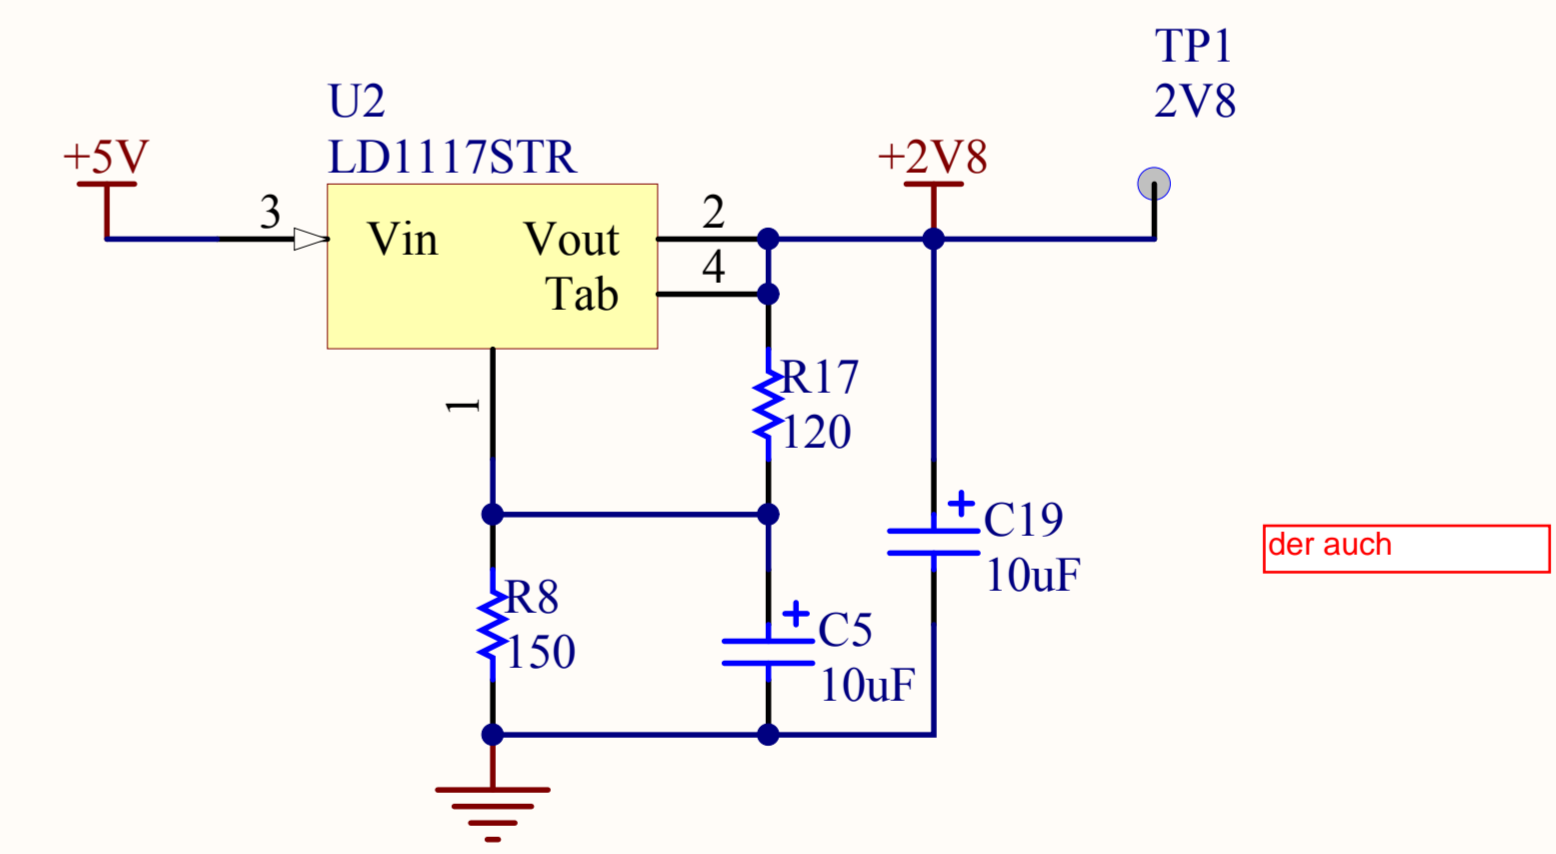 TP1
2V8
U2
LD1117STR
+5V
+2V8
3
Vin
Vout
2
Tab
4
1
R17
120
C19
10uF
der auch
R8
150
C5
10uF